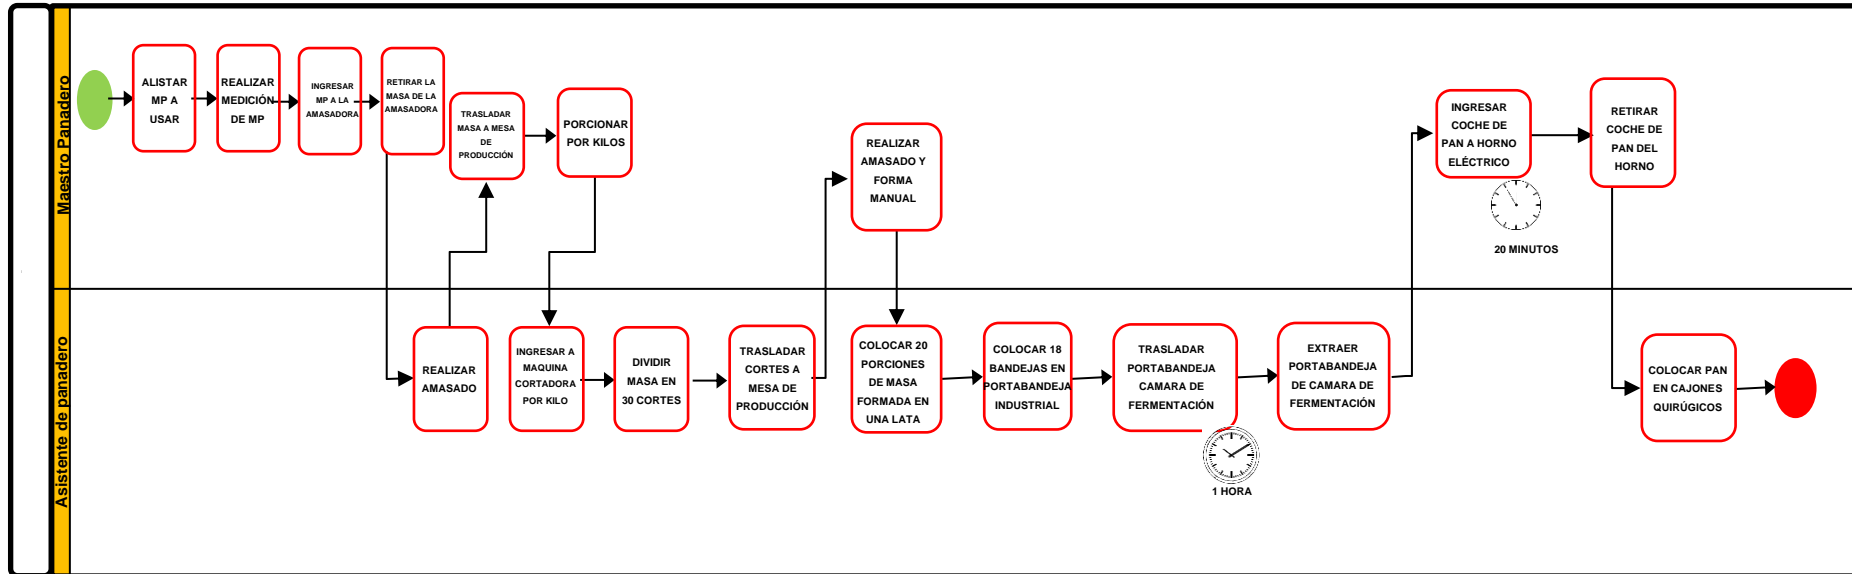 Maestro Panadero
ALISTAR
MP A
USAR
REALIZAR
MEDICIÓN
DE MP
INGRESAR
MP A LA
AMASADORA
RETIRAR LA
MASA DE LA
AMASADORA
TRASLADAR
MASA A MESA
DE
PRODUCCIÓN
PORCIONAR
POR KILOS
REALIZAR
AMASADO Y
FORMA
MANUAL
INGRESAR
COCHE DE
PAN A HORNO
ELÉCTRICO
20 MINUTOS
RETIRAR
COCHE DE
PAN DEL
HORNO
Asistente de panadero
REALIZAR
AMASADO
INGRESAR A
MAQUINA
CORTADORA
POR KILO
DIVIDIR
MASA EN
30 CORTES
TRASLADAR
CORTES A
MESA DE
PRODUCCIÓN
COLOCAR 20
PORCIONES
DE MASA
FORMADA EN
UNA LATA
COLOCAR 18
BANDEJAS EN
PORTABANDEJA
INDUSTRIAL
TRASLADAR
PORTABANDEJA
CAMARA DE
FERMENTACIÓN
1 HORA
EXTRAER
PORTABANDEJA
DE CAMARA DE
FERMENTACIÓN
COLOCAR PAN
EN CAJONES
QUIRÚGICOS